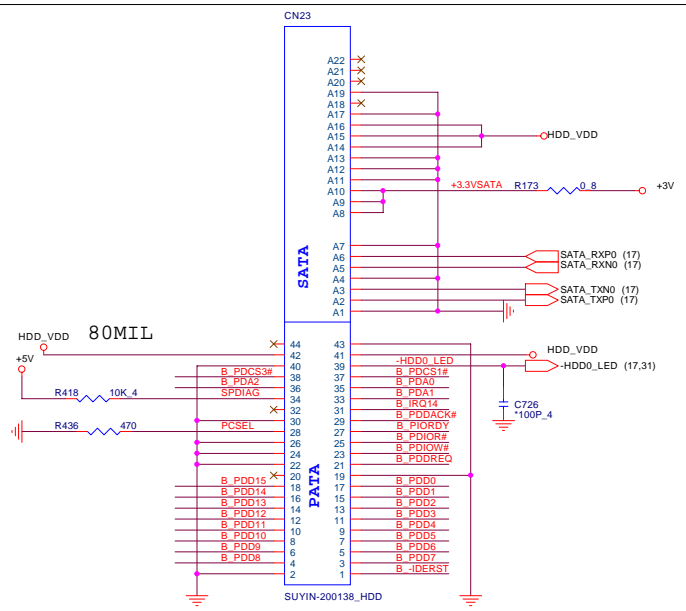 CN23
A22
A21
A20
A19
A18
A17
A16
A15 HDD_VDD
A14
A13
A12
A11
A10 +3.3VSATA R173 0_8 +3V
A9
A8
SATA
A7
A6 SATA_RXP0 (17)
A5 SATA_RXN0 (17)
A4
A3 SATA_TXN0 (17)
A2 SATA_TXP0 (17)
A1
HDD_VDD 80MIL
44 43
+5V 42 41 HDD_VDD
40 39 -HDD0_LED -HDD0_LED (17,31)
B_PDCS3# 38 37 B_PDCS1#
B_PDA2 36 35 B_PDA0
R418 10K_4 SPDIAG 34 33 B_PDA1
32 31 B_IRQ14
C726
*100P_4
30 29 B_PDDACK#
R436 470 PCSEL 28 27 B_PIORDY
26 25 B_PDIOR#
24 23 B_PDIOW#
22 21 B_PDDREQ
20 19
PATA
B_PDD15 18 17 B_PDD0
B_PDD14 16 15 B_PDD1
B_PDD13 14 13 B_PDD2
B_PDD12 12 11 B_PDD3
B_PDD11 10 9 B_PDD4
B_PDD10 8 7 B_PDD5
B_PDD9 6 5 B_PDD6
B_PDD8 4 3 B_PDD7
2 1 B_-IDERST
SUYIN-200138_HDD